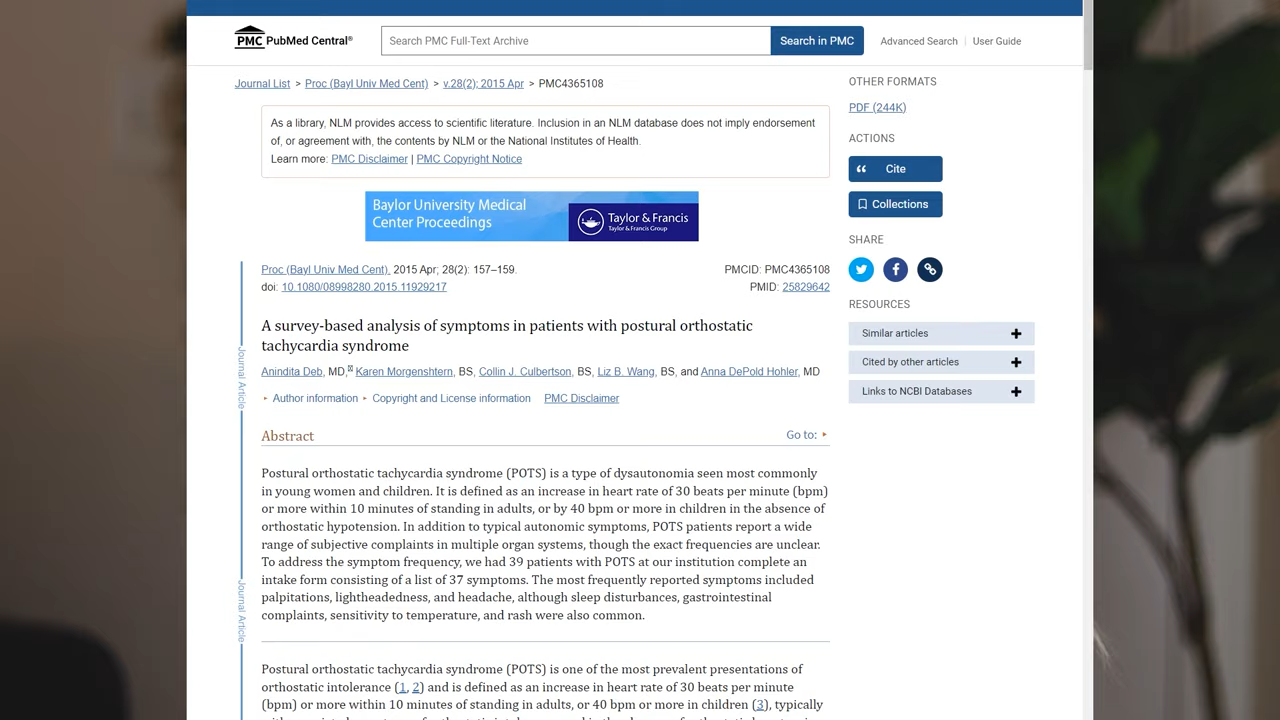 PMC PubMed Central®
Search PMC Full-Text Archive
Search in PMC
Advanced Search
User Guide
Journal List > Proc (Bayl Univ Med Cent) > v.28(2); 2015 Apr > PMC4365108
As a library, NLM provides access to scientific literature. Inclusion in an NLM database does not imply endorsement
of, or agreement with, the contents by NLM or the National Institutes of Health.
Learn more: PMC Disclaimer | PMC Copyright Notice
Baylor University Medical
Center Proceedings
Taylor & Francis
Taylor & Francis Group
Proc (Bayl Univ Med Cent). 2015 Apr; 28(2): 157–159.
doi: 10.1080/08998280.2015.11929217
PMCID: PMC4365108
PMID: 25829642
A survey-based analysis of symptoms in patients with postural orthostatic
tachycardia syndrome
Anindita Deb, MD, Karen Morgenshtern, BS, Collin J. Culbertson, BS, Liz B. Wang, BS, and Anna DePold Hohler, MD
Author information
Copyright and License information
PMC Disclaimer
Abstract
Go to:
Postural orthostatic tachycardia syndrome (POTS) is a type of dysautonomia seen most commonly
in young women and children. It is defined as an increase in heart rate of 30 beats per minute (bpm)
or more within 10 minutes of standing in adults, or by 40 bpm or more in children in the absence of
orthostatic hypotension. In addition to typical autonomic symptoms, POTS patients report a wide
range of subjective complaints in multiple organ systems, though the exact frequencies are unclear.
To address the symptom frequency, we had 39 patients with POTS at our institution complete an
intake form consisting of a list of 37 symptoms. The most frequently reported symptoms included
palpitations, lightheadedness, and headache, although sleep disturbances, gastrointestinal
complaints, sensitivity to temperature, and rash were also common.
Postural orthostatic tachycardia syndrome (POTS) is one of the most prevalent presentations of
orthostatic intolerance (1, 2) and is defined as an increase in heart rate of 30 beats per minute
(bpm) or more within 10 minutes of standing in adults, or 40 bpm or more in children (3), typically
Journal Article
Journal Article
OTHER FORMATS
PDF (244K)
ACTIONS
Cite
Collections
SHARE
RESOURCES
Similar articles
Cited by other articles
Links to NCBI Databases